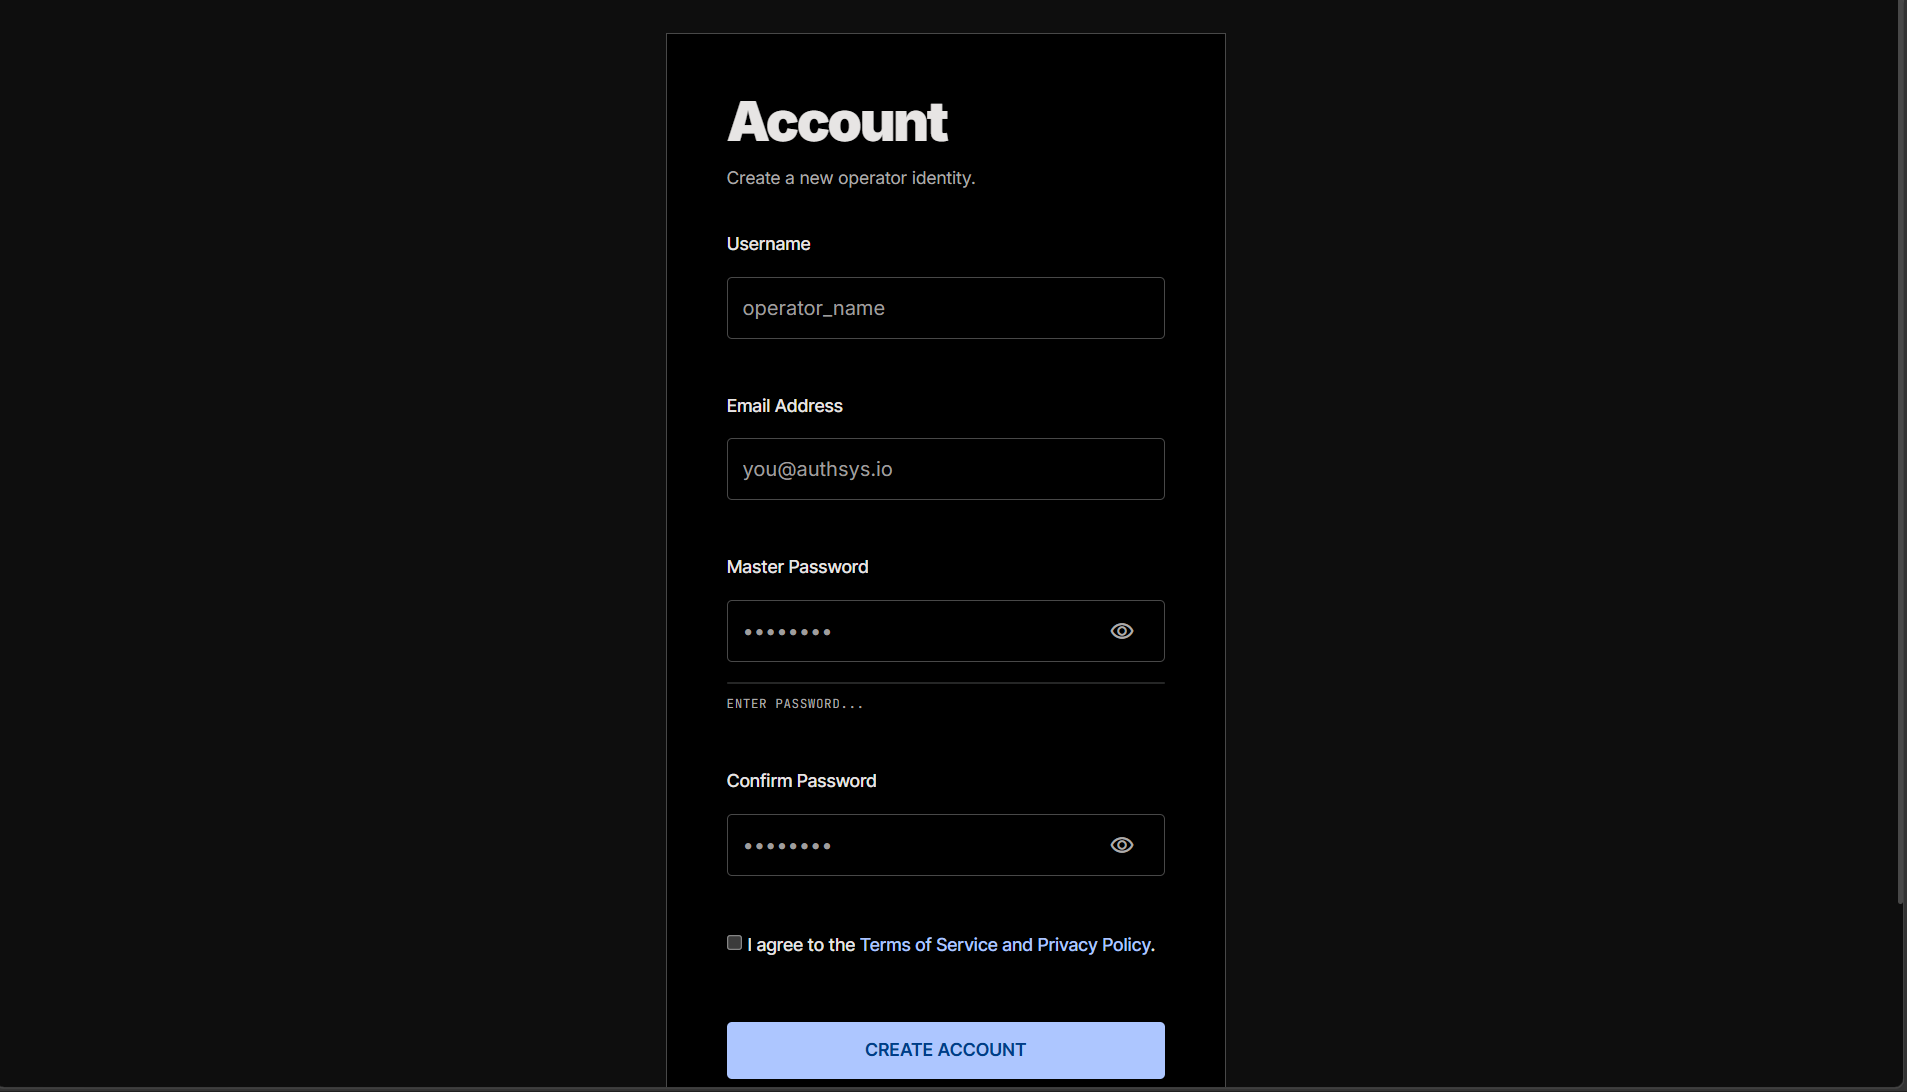 Account
Create a new operator identity.
Username
operator_name
Email Address
you@authsys.io
Master Password
••••••••
ENTER PASSWORD...
Confirm Password
••••••••
I agree to the Terms of Service and Privacy Policy.
CREATE ACCOUNT